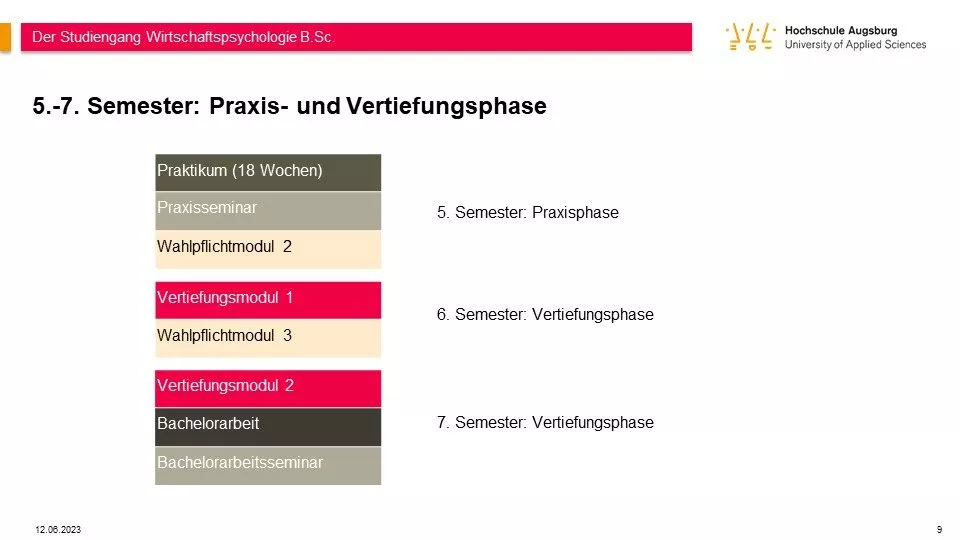 Der Studiengang Wirtschaftspsychologie B.Sc.
Hochschule Augsburg
University of Applied Sciences
5.-7. Semester: Praxis- und Vertiefungsphase
Praktikum (18 Wochen)
Praxisseminar
Wahlpflichtmodul 2
5. Semester: Praxisphase
Vertiefungsmodul 1
Wahlpflichtmodul 3
6. Semester: Vertiefungsphase
Vertiefungsmodul 2
Bachelorarbeit
Bachelorarbeitsseminar
7. Semester: Vertiefungsphase
12.06.2023
9